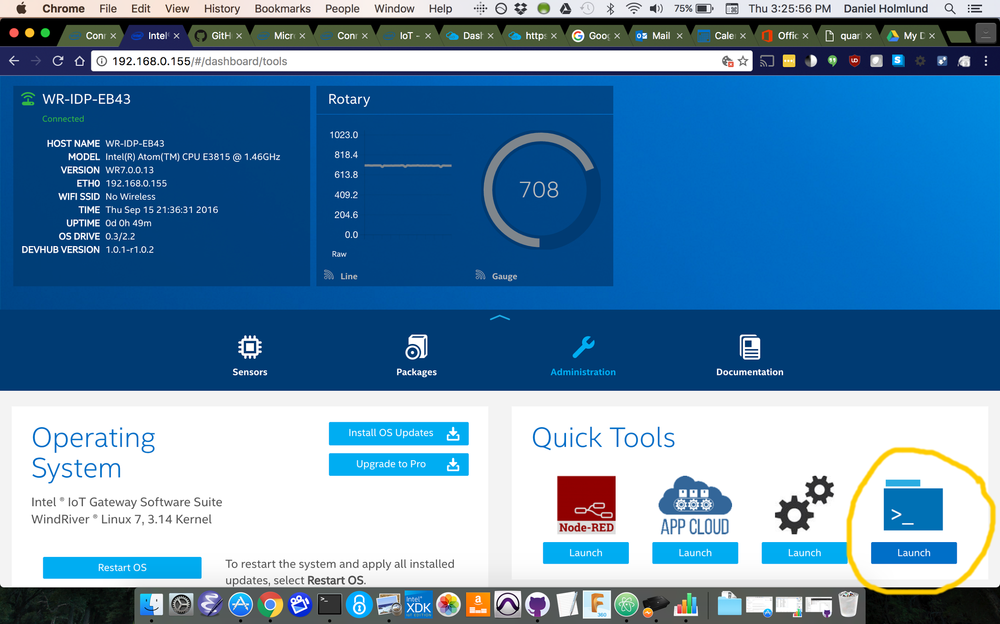 Chrome File Edit View History Bookmarks People Window Help 75% Thu 3:25:56 PM Daniel Holmlund
Conn Intel® GitH Micr Conn IoT - Dash https Goog Mail Cale Offic quar My D
192.168.0.155/#/dashboard/tools
WR-IDP-EB43
Connected
HOST NAME WR-IDP-EB43
MODEL Intel(R) Atom(TM) CPU E3815 @ 1.46GHz
VERSION WR7.0.0.13
ETH0 192.168.0.155
WIFI SSID No Wireless
TIME Thu Sep 15 21:36:31 2016
UPTIME 0d 0h 49m
OS DRIVE 0.3/2.2
DEVHUB VERSION 1.0.1-r1.0.2
Rotary
1023.0
818.4
613.8
409.2
204.6
0.0
Raw
708
Line
Gauge
Sensors
Packages
Administration
Documentation
Operating
System
Install OS Updates
Upgrade to Pro
Intel ® IoT Gateway Software Suite
WindRiver ® Linux 7, 3.14 Kernel
Restart OS
To restart the system and apply all installed
updates, select Restart OS.
Quick Tools
Node-RED
APP CLOUD
>_
Launch
Launch
Launch
Launch
Intel®
XDK
IoT EDITION
360